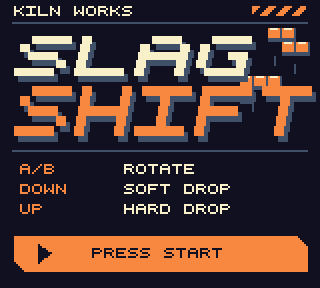 KILN WORKS
SLAG
SHIFT
A/B ROTATE
DOWN SOFT DROP
UP HARD DROP
PRESS START